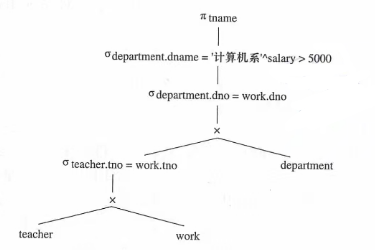 π tname
σ department.dname = '计算机系'^salary > 5000
σ department.dno = work.dno
×
σ teacher.tno = work.tno
department
×
teacher
work